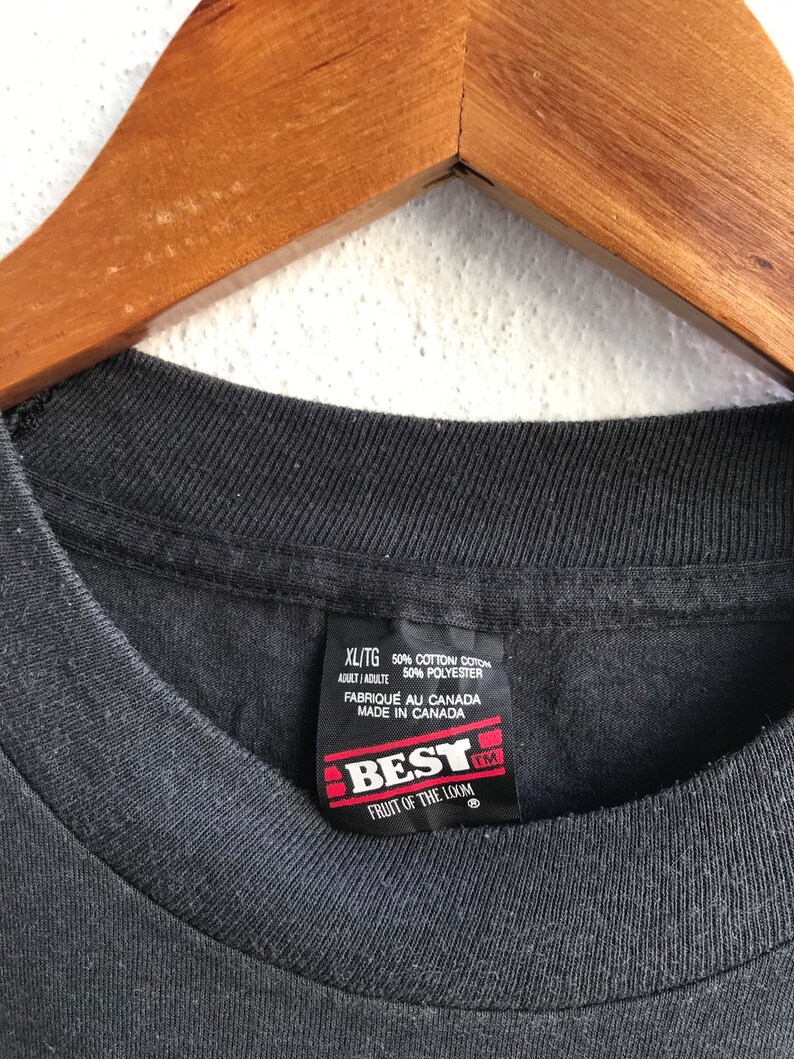 XL/TG 50% COTTON/ COTON
ADULT / ADULTE 50% POLYESTER
FABRIQUÉ AU CANADA
MADE IN CANADA
BEST TM
FRUIT OF THE LOOM ®